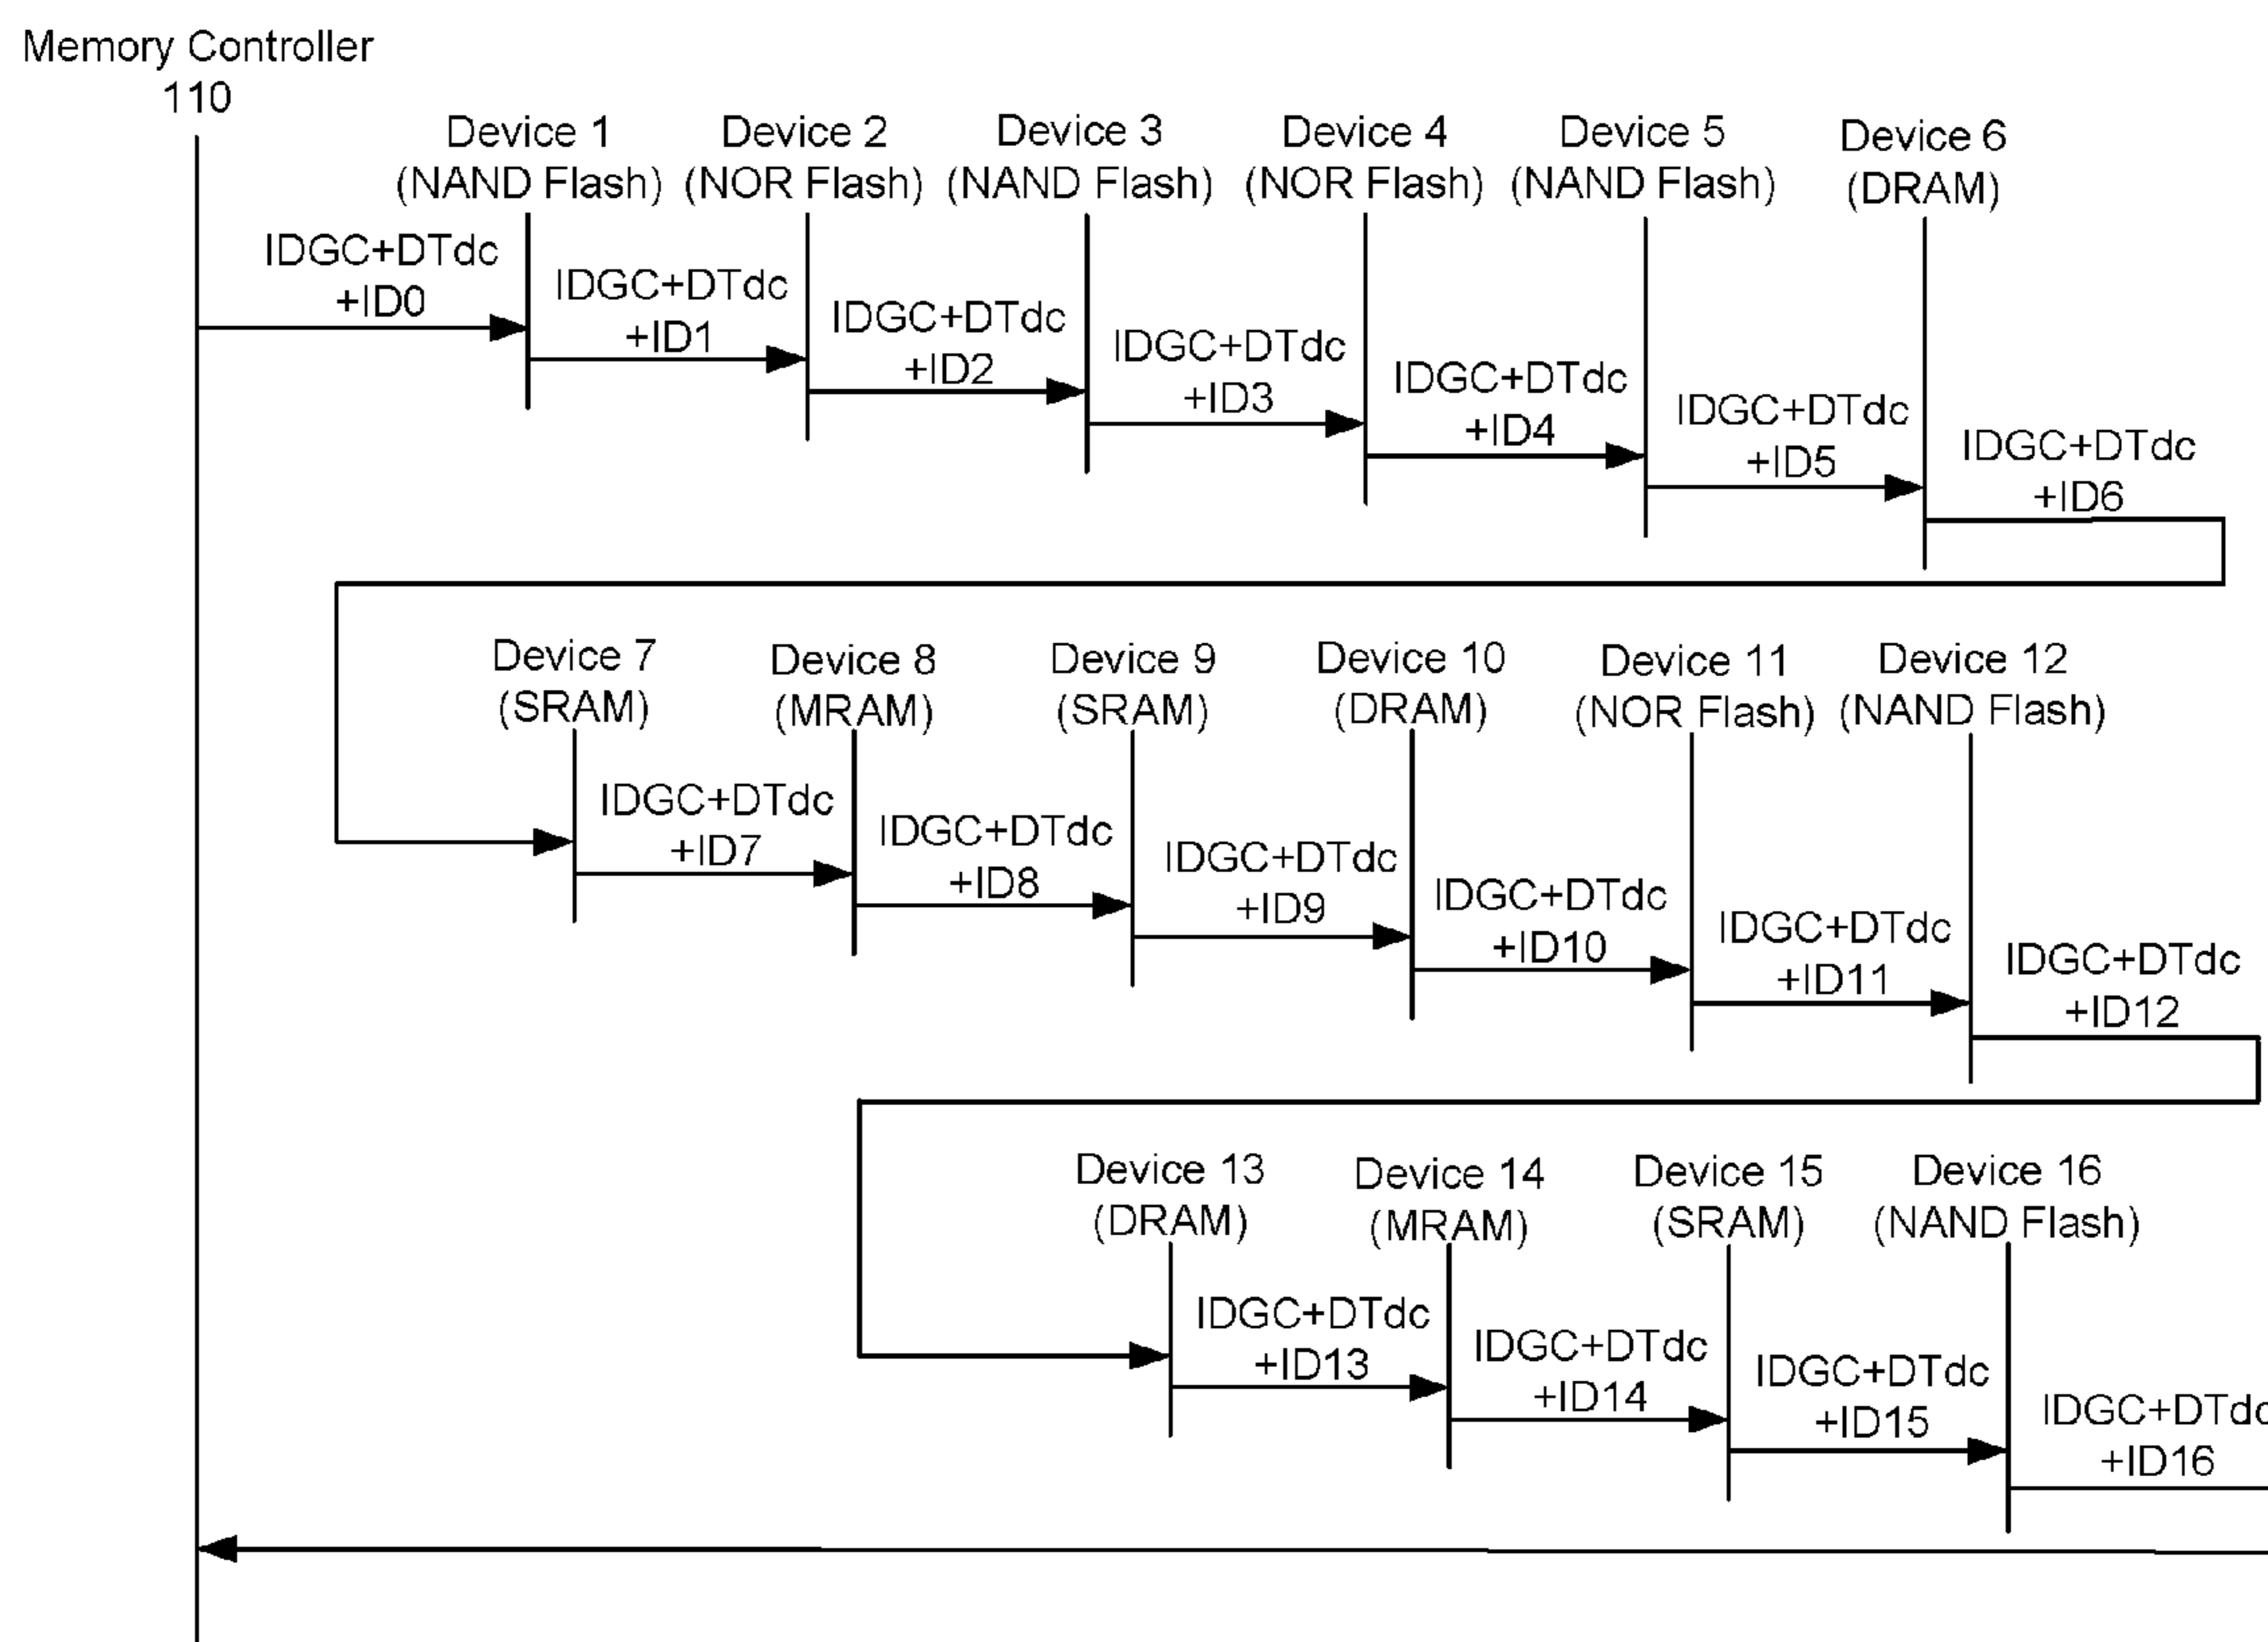 Memory Controller
110
Device 1
(NAND Flash)
Device 2
(NOR Flash)
Device 3
(NAND Flash)
Device 4
(NOR Flash)
Device 5
(NAND Flash)
Device 6
(DRAM)
IDGC+DTdc
+ID0
IDGC+DTdc
+ID1
IDGC+DTdc
+ID2
IDGC+DTdc
+ID3
IDGC+DTdc
+ID4
IDGC+DTdc
+ID5
IDGC+DTdc
+ID6
Device 7
(SRAM)
Device 8
(MRAM)
Device 9
(SRAM)
Device 10
(DRAM)
Device 11
(NOR Flash)
Device 12
(NAND Flash)
IDGC+DTdc
+ID7
IDGC+DTdc
+ID8
IDGC+DTdc
+ID9
IDGC+DTdc
+ID10
IDGC+DTdc
+ID11
IDGC+DTdc
+ID12
Device 13
(DRAM)
Device 14
(MRAM)
Device 15
(SRAM)
Device 16
(NAND Flash)
IDGC+DTdc
+ID13
IDGC+DTdc
+ID14
IDGC+DTdc
+ID15
IDGC+DTdc
+ID16